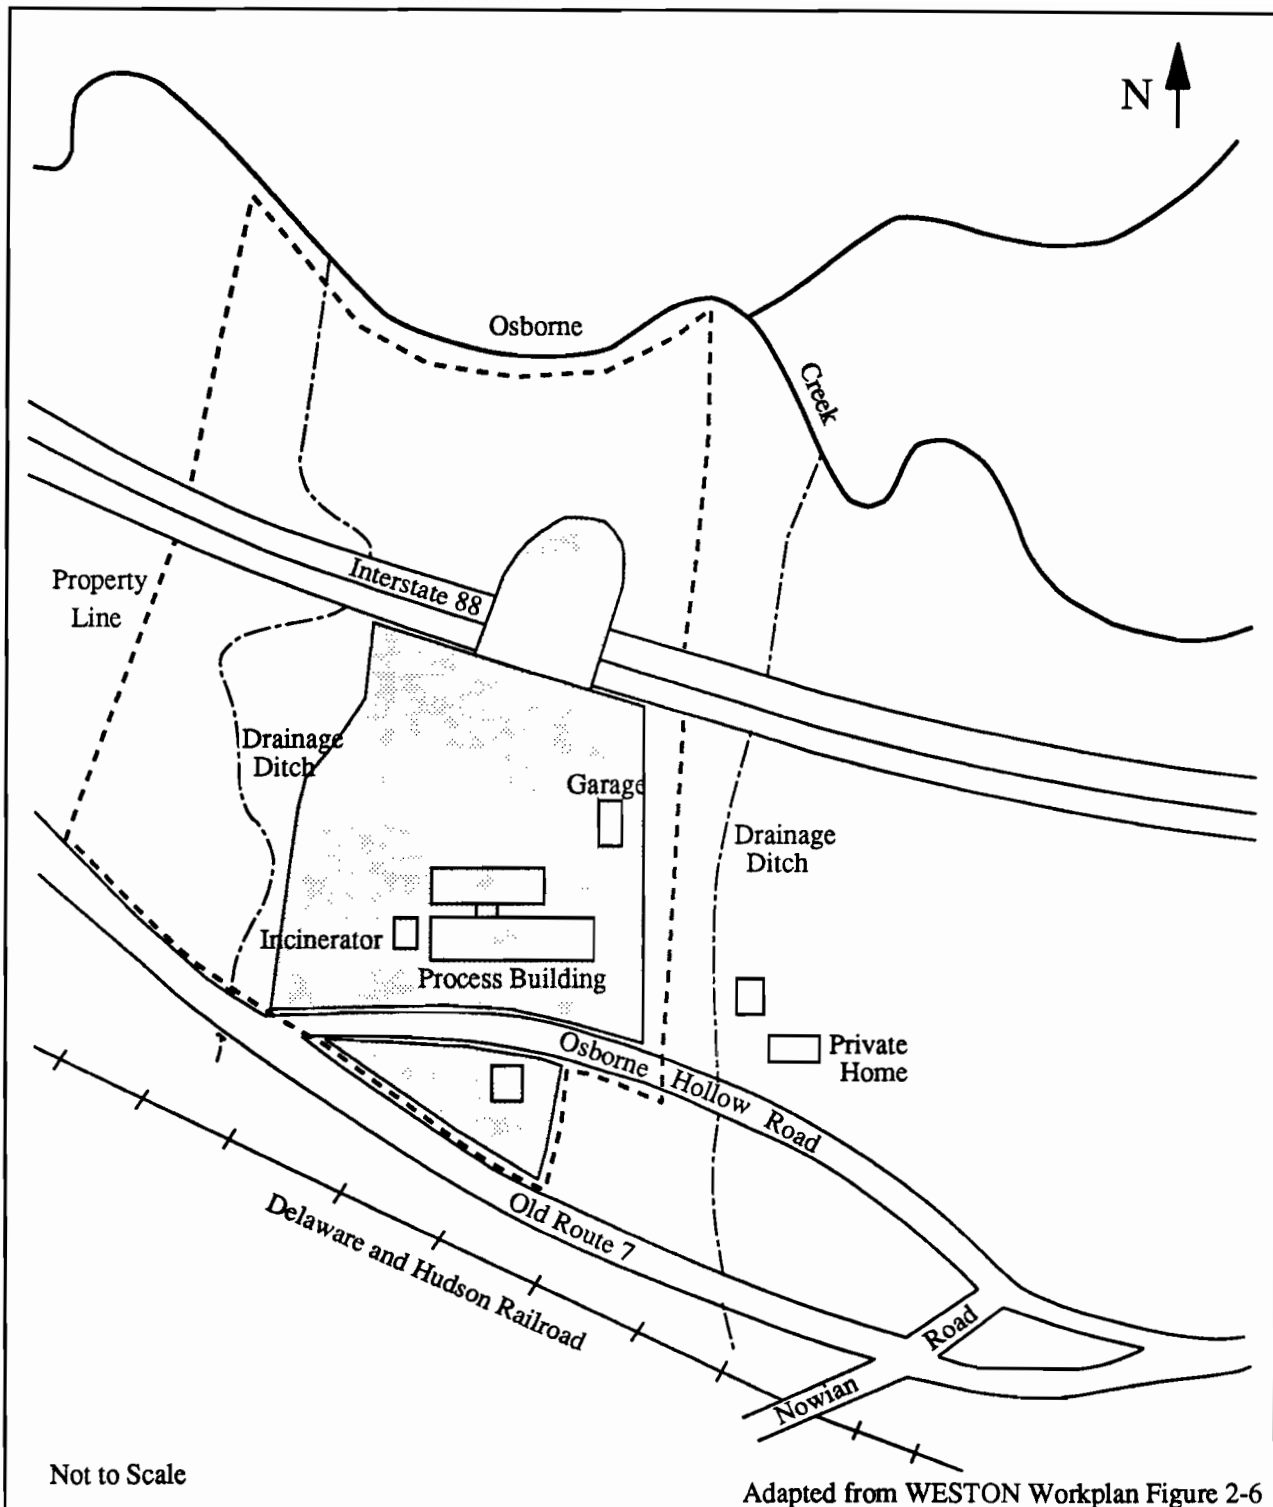 N
Osborne
Creek
Interstate 88
Property
Line
Drainage
Ditch
Garage
Drainage
Ditch
Incinerator
Process Building
Osborne Hollow Road
Private
Home
Old Route 7
Delaware and Hudson Railroad
Road
Nowian
Not to Scale
Adapted from WESTON Workplan Figure 2-6